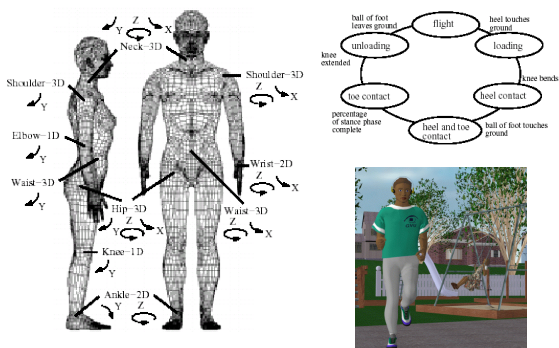 Z
Y
X
Neck-3D
Shoulder-3D
Y
Shoulder-3D
Z
X
Elbow-1D
Y
Wrist-2D
Z
X
Waist-3D
Y
Waist-3D
Z
X
Hip-3D
Z
Y
X
Knee-1D
Y
Ankle-2D
Y
Z
ball of foot
leaves ground
flight
heel touches
ground
unloading
loading
knee
extended
knee bends
toe contact
heel contact
percentage
of stance phase
complete
heel and toe
contact
ball of foot touches
ground